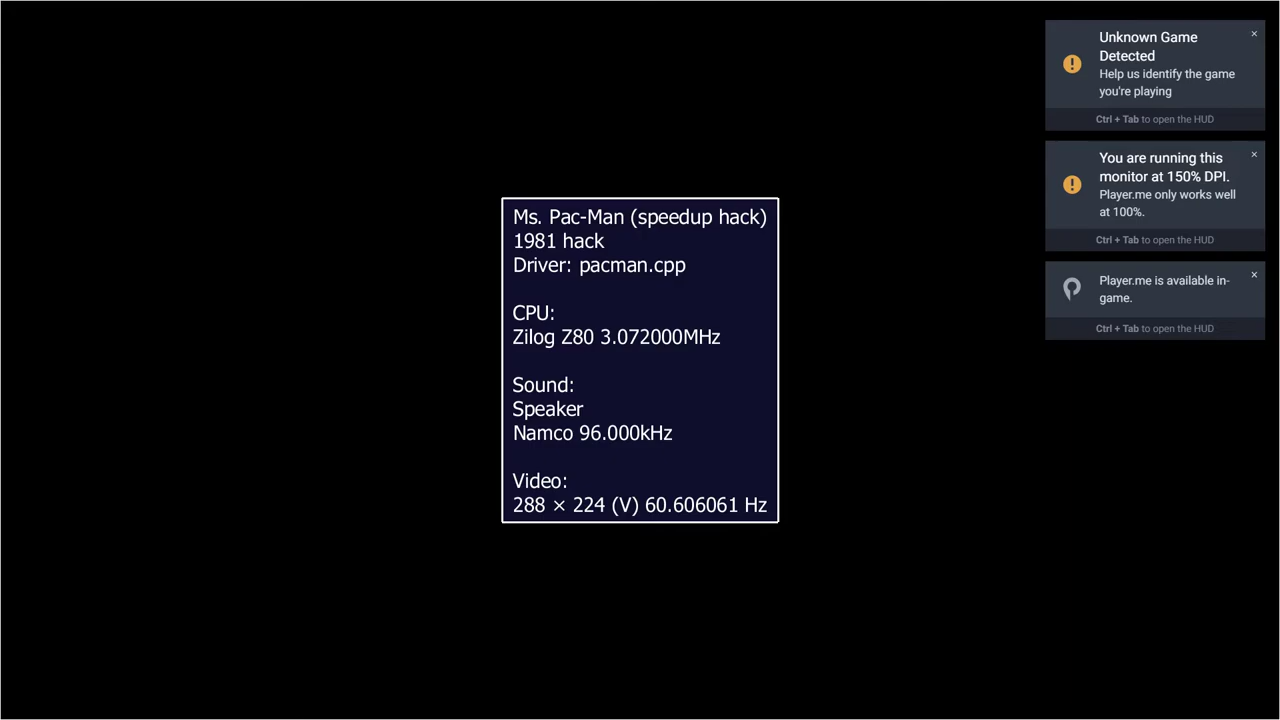 Ms. Pac-Man (speedup hack)
1981 hack
Driver: pacman.cpp
CPU:
Zilog Z80 3.072000MHz
Sound:
Speaker
Namco 96.000kHz
Video:
288 × 224 (V) 60.606061 Hz
Unknown Game
Detected
Help us identify the game
you're playing
Ctrl + Tab to open the HUD
You are running this
monitor at 150% DPI.
Player.me only works well
at 100%.
Ctrl + Tab to open the HUD
Player.me is available in-
game.
Ctrl + Tab to open the HUD